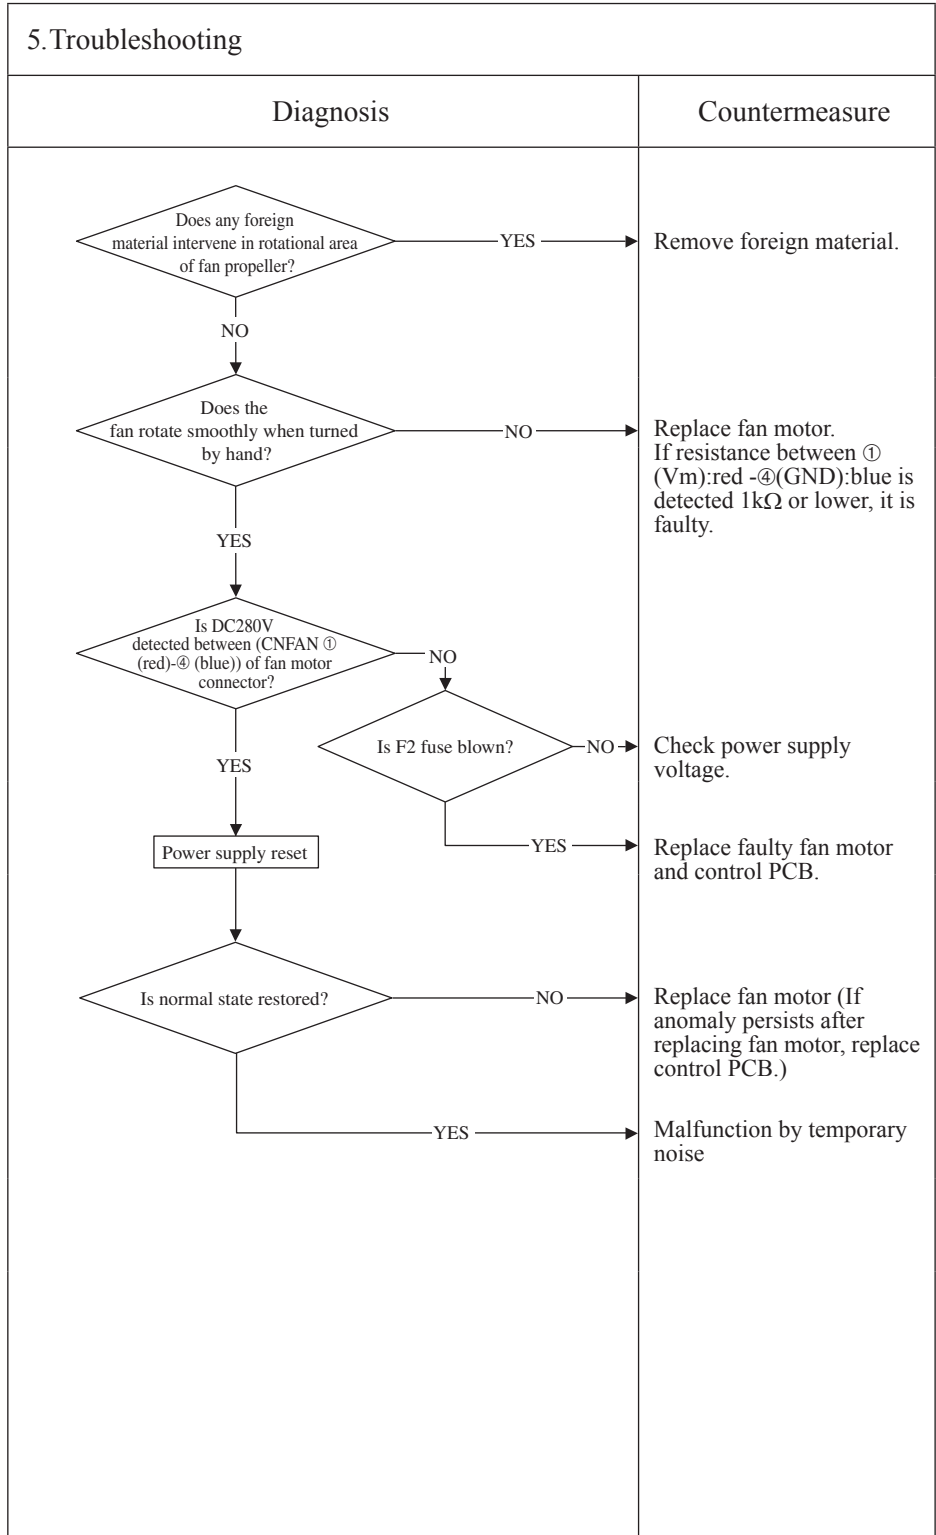 5.Troubleshooting
Diagnosis
Countermeasure
Does any foreign
material intervene in rotational area
of fan propeller?
YES
Remove foreign material.
NO
Does the
fan rotate smoothly when turned
by hand?
NO
Replace fan motor.
If resistance between ①
(Vm):red -④(GND):blue is
detected 1kΩ or lower, it is
faulty.
YES
Is DC280V
detected between (CNFAN ①
(red)-④ (blue)) of fan motor
connector?
NO
Is F2 fuse blown?
NO
Check power supply
voltage.
YES
YES
Replace faulty fan motor
and control PCB.
Power supply reset
Is normal state restored?
NO
Replace fan motor (If
anomaly persists after
replacing fan motor, replace
control PCB.)
YES
Malfunction by temporary
noise